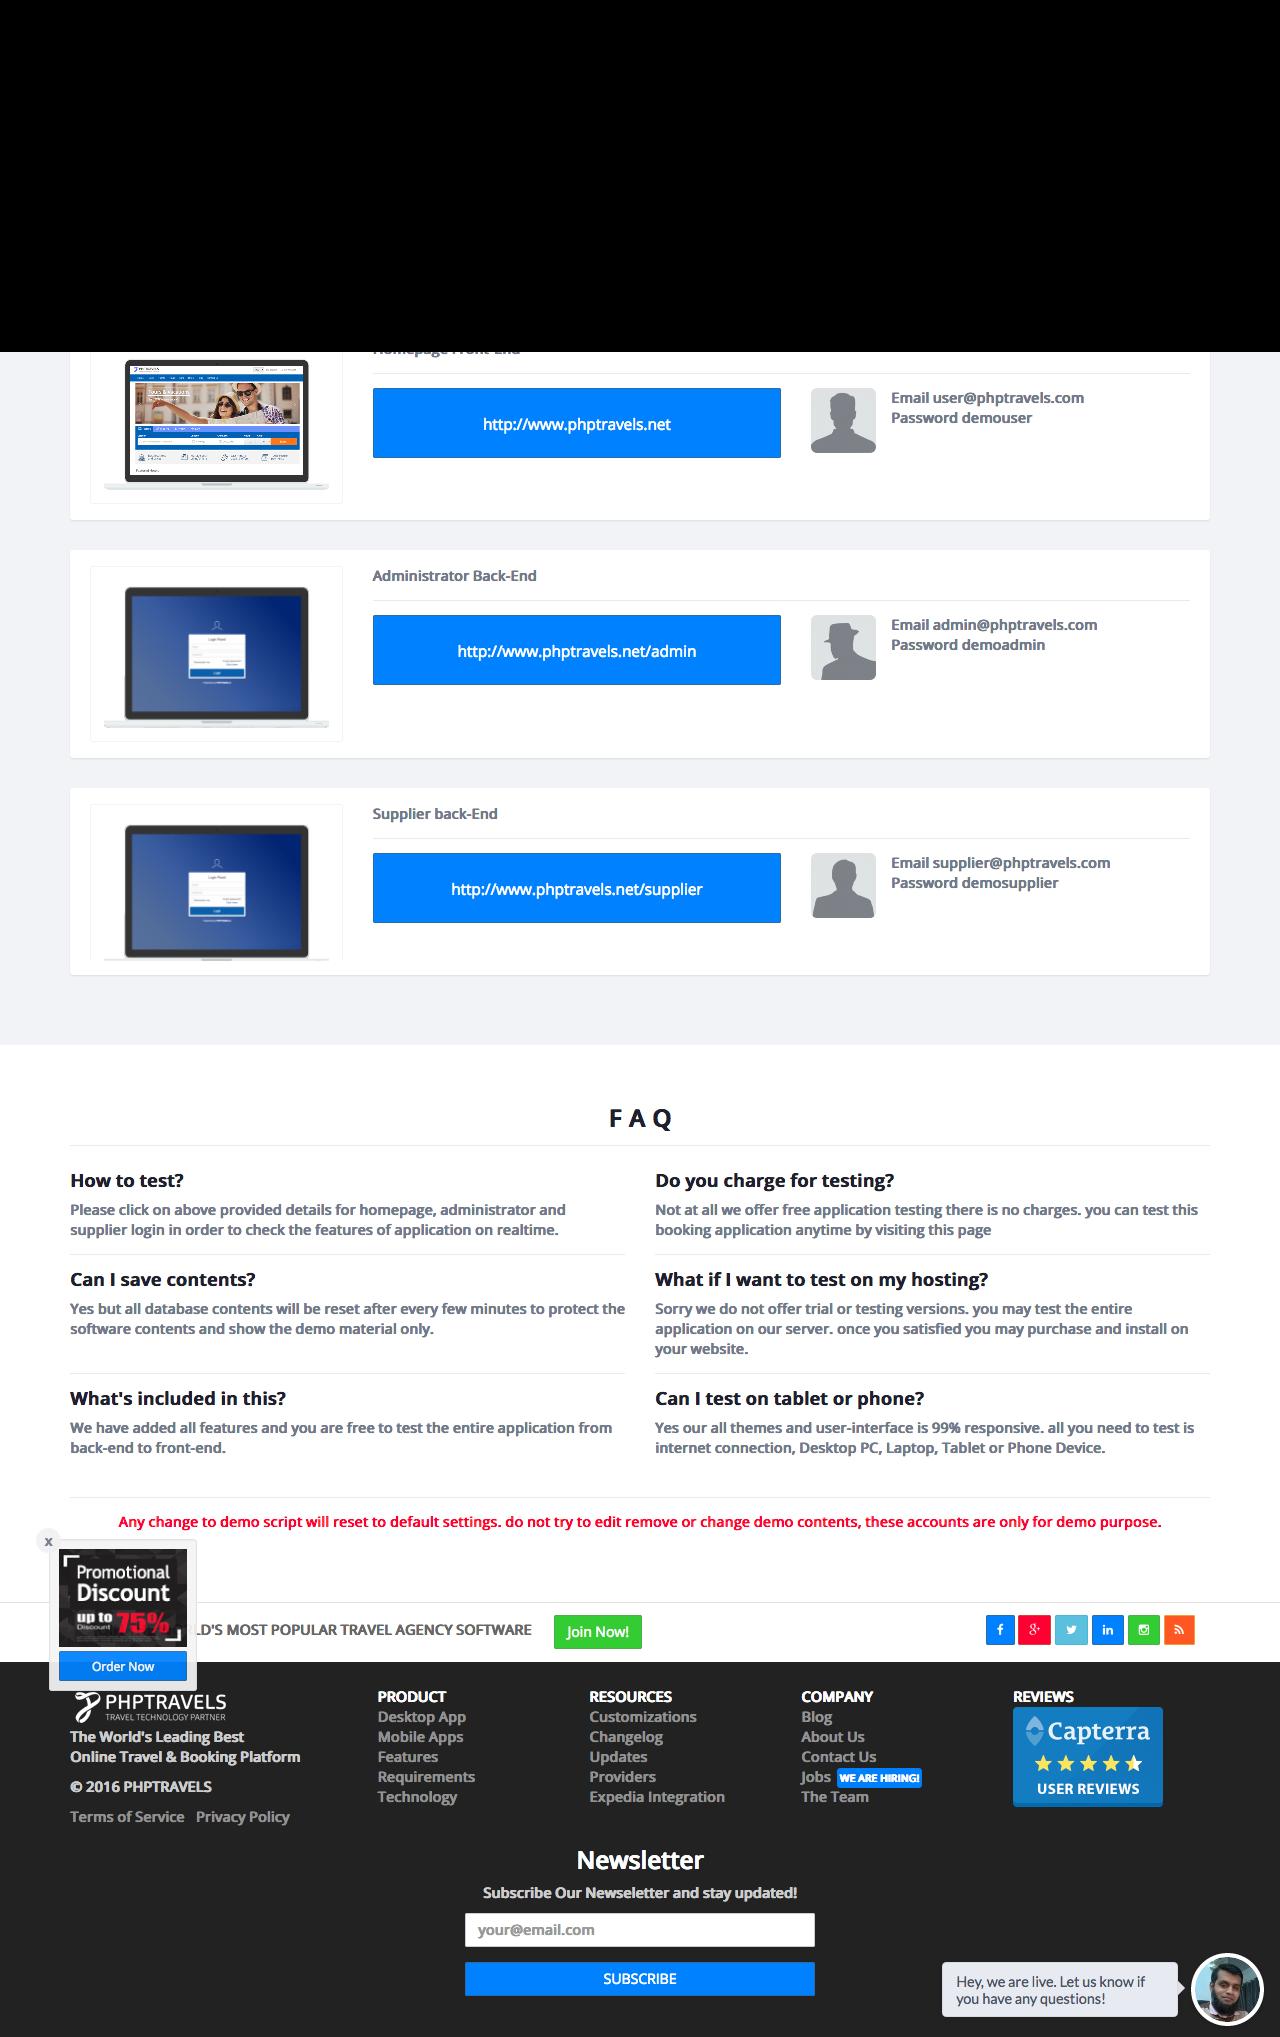 Homepage Front-End
http://www.phptravels.net
Email user@phptravels.com
Password demouser
Administrator Back-End
http://www.phptravels.net/admin
Email admin@phptravels.com
Password demoadmin
Supplier back-End
http://www.phptravels.net/supplier
Email supplier@phptravels.com
Password demosupplier
FAQ
How to test?
Please click on above provided details for homepage, administrator and
supplier login in order to check the features of application on realtime.
Do you charge for testing?
Not at all we offer free application testing there is no charges. you can test this
booking application anytime by visiting this page
Can I save contents?
Yes but all database contents will be reset after every few minutes to protect the
software contents and show the demo material only.
What if I want to test on my hosting?
Sorry we do not offer trial or testing versions. you may test the entire
application on our server. once you satisfied you may purchase and install on
your website.
What's included in this?
We have added all features and you are free to test the entire application from
back-end to front-end.
Can I test on tablet or phone?
Yes our all themes and user-interface is 99% responsive. all you need to test is
internet connection, Desktop PC, Laptop, Tablet or Phone Device.
Any change to demo script will reset to default settings. do not try to edit remove or change demo contents, these accounts are only for demo purpose.
x
Promotional
Discount
up to 75%
Discount
Order Now
LD'S MOST POPULAR TRAVEL AGENCY SOFTWARE
Join Now!
PHPTRAVELS
TRAVEL TECHNOLOGY PARTNER
The World's Leading Best
Online Travel & Booking Platform
© 2016 PHPTRAVELS
Terms of Service Privacy Policy
PRODUCT
Desktop App
Mobile Apps
Features
Requirements
Technology
RESOURCES
Customizations
Changelog
Updates
Providers
Expedia Integration
COMPANY
Blog
About Us
Contact Us
Jobs WE ARE HIRING!
The Team
REVIEWS
Capterra
USER REVIEWS
Newsletter
Subscribe Our Newseletter and stay updated!
your@email.com
SUBSCRIBE
Hey, we are live. Let us know if
you have any questions!